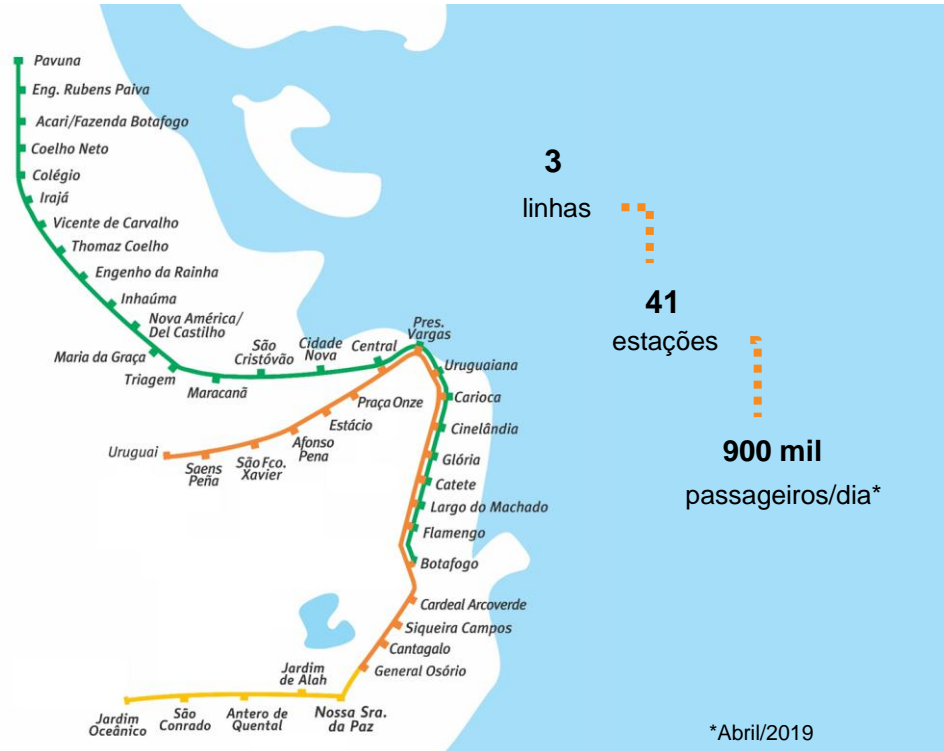 Pavuna
Eng. Rubens Paiva
Acari/Fazenda Botafogo
Coelho Neto
Colégio
Irajá
Vicente de Carvalho
Thomaz Coelho
Engenho da Rainha
Inhaúma
Nova América/
Del Castilho
Maria da Graça
Triagem
Maracanã
São
Cristóvão
Cidade
Nova
Central
Pres.
Vargas
Uruguaiana
Carioca
Cinelândia
Glória
Catete
Largo do Machado
Flamengo
Botafogo
Praça Onze
Estácio
Afonso
Pena
São Fco.
Xavier
Saens
Peña
Uruguai
Cardeal Arcoverde
Siqueira Campos
Cantagalo
General Osório
Nossa Sra.
da Paz
Jardim
de Alah
Antero de
Quental
São
Conrado
Jardim
Oceânico
3
linhas
41
estações
900 mil
passageiros/dia*
*Abril/2019